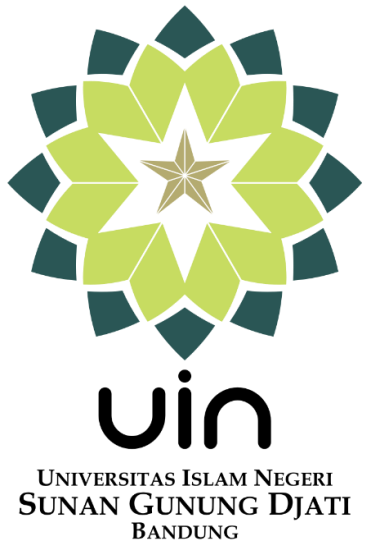 uin
Universitas Islam Negeri
Sunan Gunung Djati
Bandung